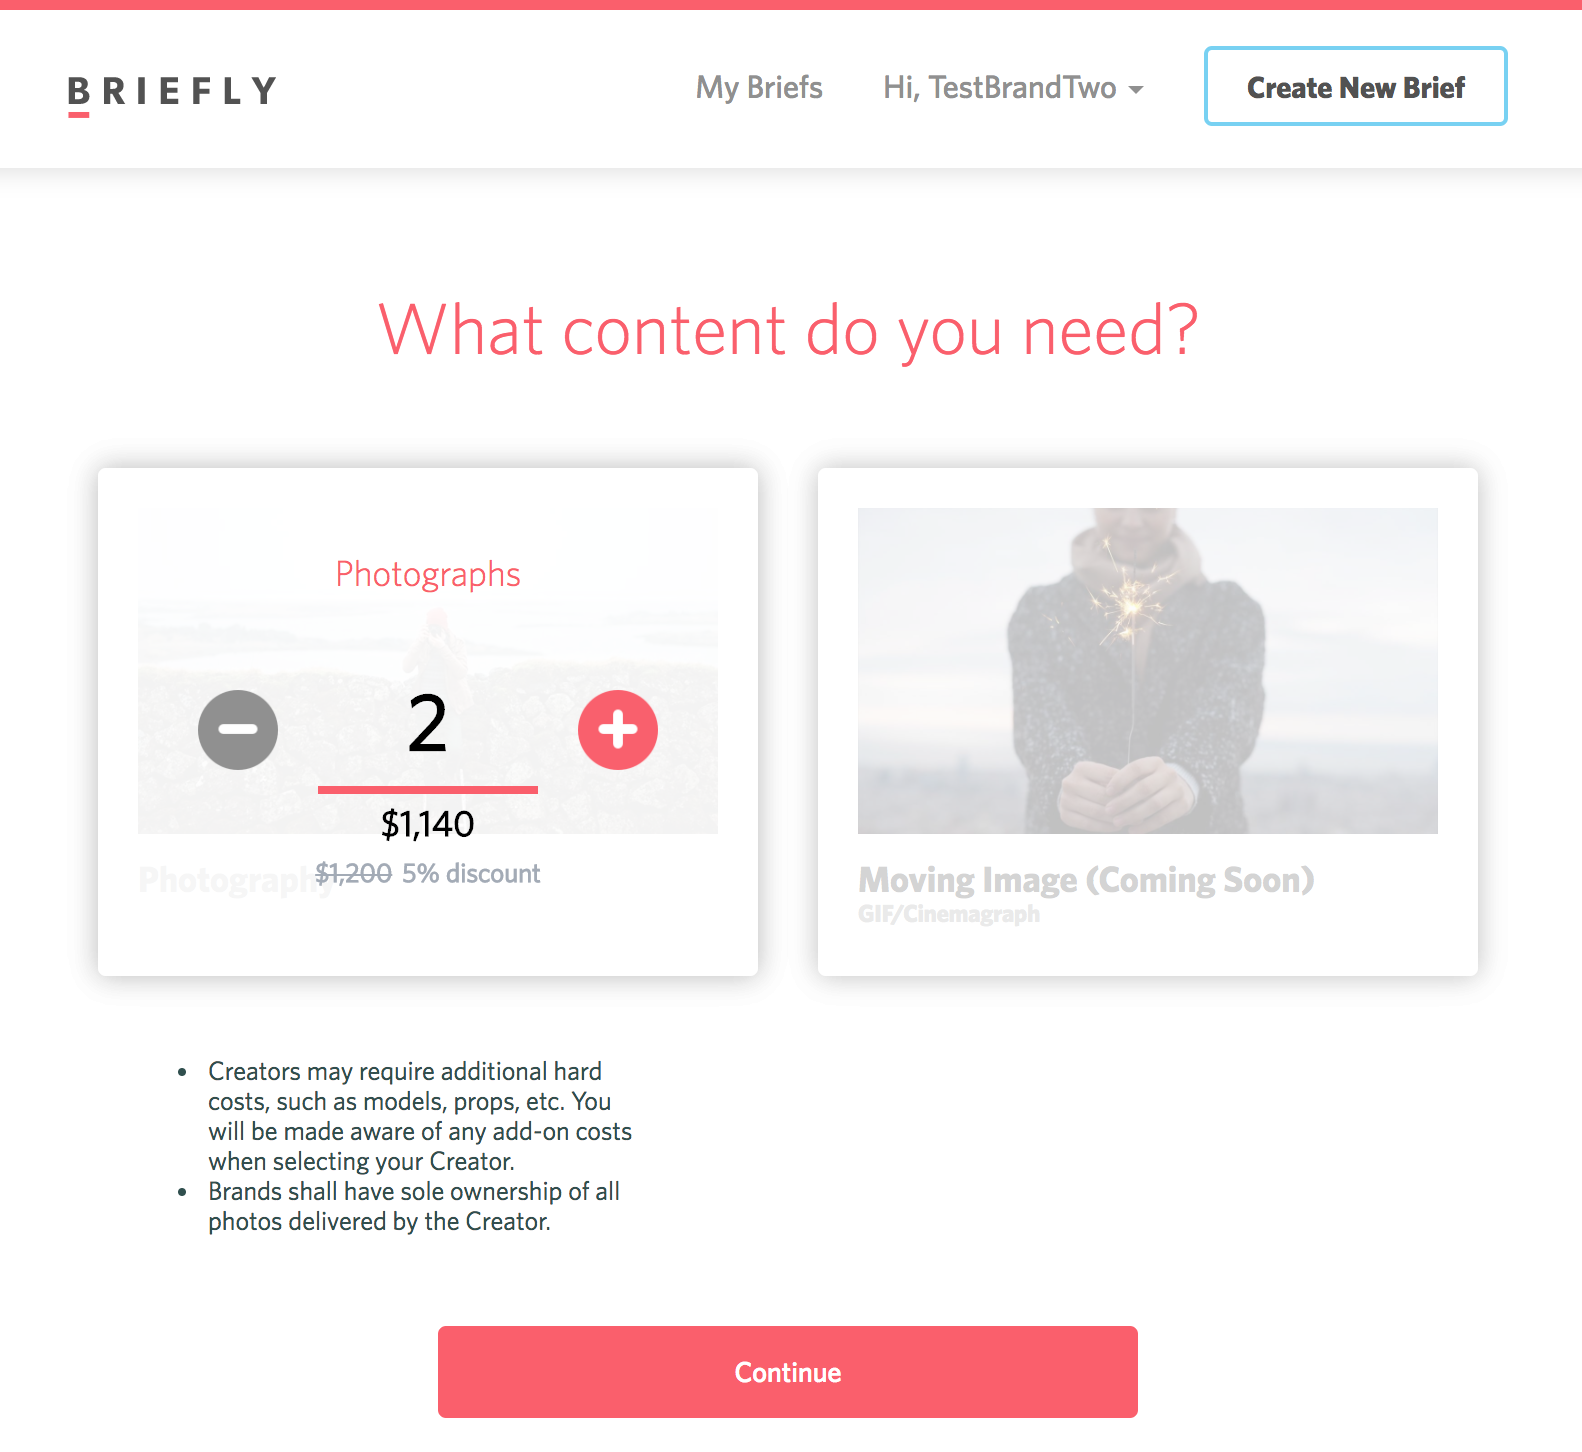 BRIEFLY
My Briefs
Hi, TestBrandTwo
Create New Brief
What content do you need?
Photographs
2
$1,140
Photography
$1,200 5% discount
Moving Image (Coming Soon)
GIF/Cinemagraph
• Creators may require additional hard
costs, such as models, props, etc. You
will be made aware of any add-on costs
when selecting your Creator.
• Brands shall have sole ownership of all
photos delivered by the Creator.
Continue